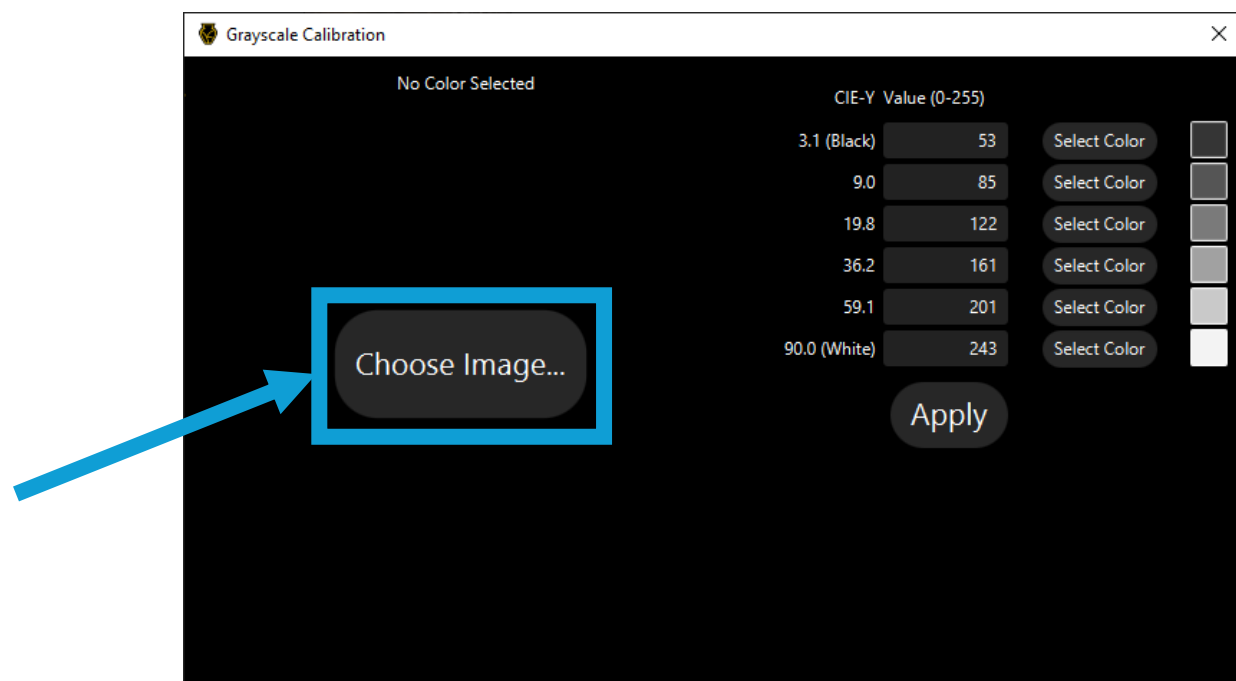 Grayscale Calibration
No Color Selected
CIE-Y Value (0-255)
3.1 (Black) 53 Select Color
9.0 85 Select Color
19.8 122 Select Color
36.2 161 Select Color
59.1 201 Select Color
90.0 (White) 243 Select Color
Choose Image...
Apply